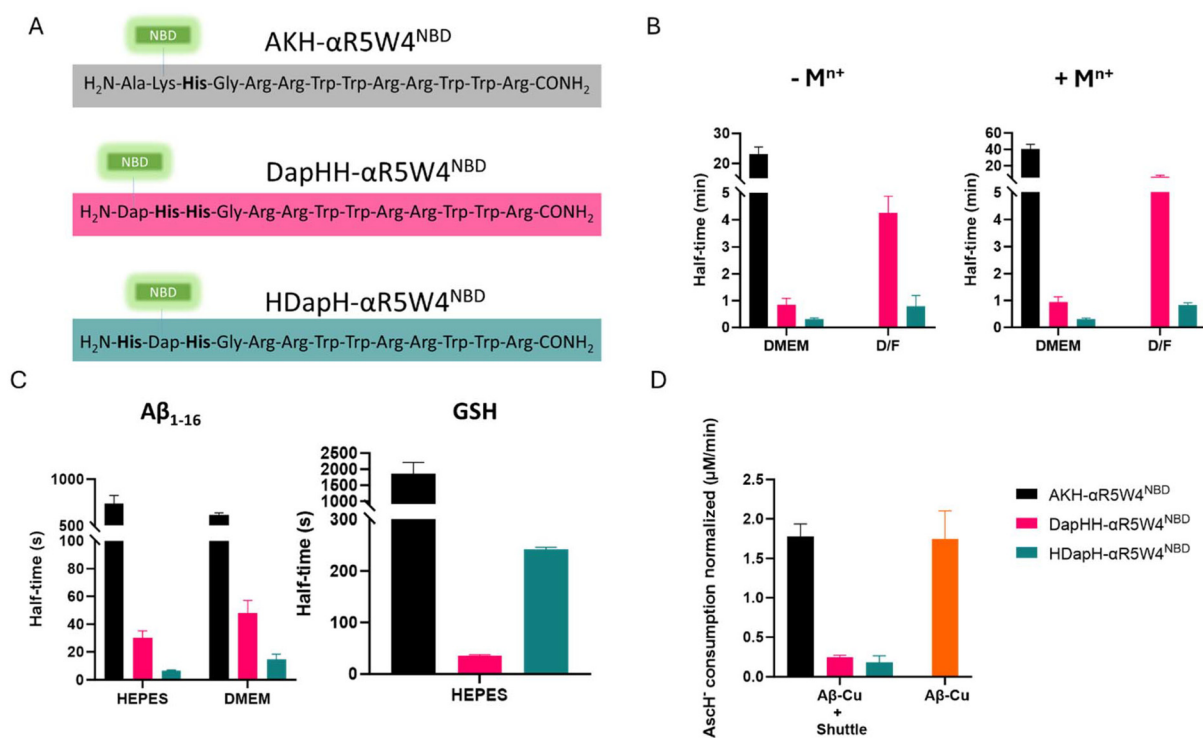 A
NBD
AKH-αR5W4ᴺᴮᴰ
H₂N-Ala-Lys-His-Gly-Arg-Arg-Trp-Trp-Arg-Arg-Trp-Trp-Arg-CONH₂
NBD
DapHH-αR5W4ᴺᴮᴰ
H₂N-Dap-His-His-Gly-Arg-Arg-Trp-Trp-Arg-Arg-Trp-Trp-Arg-CONH₂
NBD
HDapH-αR5W4ᴺᴮᴰ
H₂N-His-Dap-His-Gly-Arg-Arg-Trp-Trp-Arg-Arg-Trp-Trp-Arg-CONH₂
B
- Mⁿ⁺
Half-time (min)
30
20
5
4
3
2
1
0
DMEM D/F
+ Mⁿ⁺
Half-time (min)
60
40
20
5
4
3
2
1
0
DMEM D/F
C
Aβ₁₋₁₆
Half-time (s)
1000
500
100
80
60
40
20
0
HEPES DMEM
GSH
Half-time (s)
2500
2000
1500
1000
300
200
100
0
HEPES
D
AscH⁻ consumption normalized (µM/min)
2.5
2.0
1.5
1.0
0.5
0.0
Aβ-Cu
+
Shuttle
Aβ-Cu
AKH-αR5W4ᴺᴮᴰ
DapHH-αR5W4ᴺᴮᴰ
HDapH-αR5W4ᴺᴮᴰ